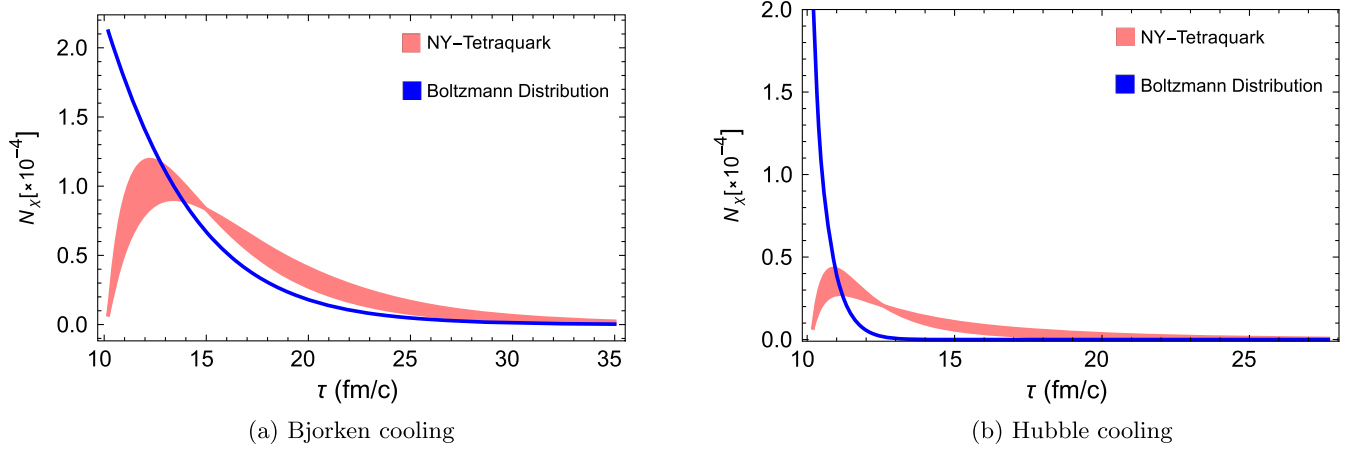 NY−Tetraquark
Boltzmann Distribution
2.0
1.5
1.0
0.5
0.0
N_χ[×10^−4]
10 15 20 25 30 35
τ (fm/c)
(a) Bjorken cooling
NY−Tetraquark
Boltzmann Distribution
2.0
1.5
1.0
0.5
0.0
N_χ[×10^−4]
10 15 20 25
τ (fm/c)
(b) Hubble cooling